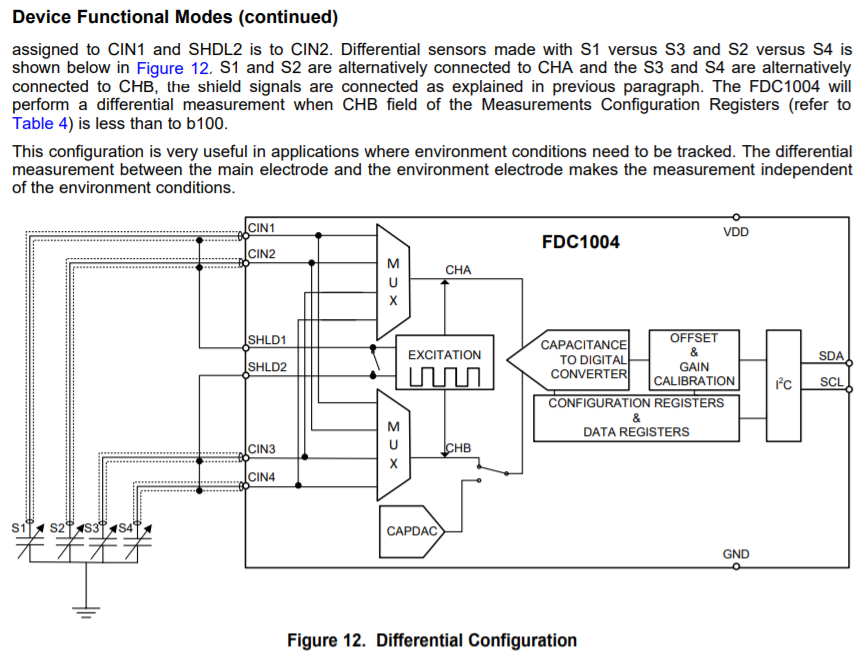 Device Functional Modes (continued)
assigned to CIN1 and SHDL2 is to CIN2. Differential sensors made with S1 versus S3 and S2 versus S4 is
shown below in Figure 12. S1 and S2 are alternatively connected to CHA and the S3 and S4 are alternatively
connected to CHB, the shield signals are connected as explained in previous paragraph. The FDC1004 will
perform a differential measurement when CHB field of the Measurements Configuration Registers (refer to
Table 4) is less than to b100.
This configuration is very useful in applications where environment conditions need to be tracked. The differential
measurement between the main electrode and the environment electrode makes the measurement independent
of the environment conditions.
CIN1
VDD
FDC1004
CIN2
M
U
X
CHA
SHLD1
SHLD2
EXCITATION
CAPACITANCE
TO DIGITAL
CONVERTER
OFFSET
&
GAIN
CALIBRATION
I²C
SDA
SCL
CONFIGURATION REGISTERS
&
DATA REGISTERS
M
U
X
CHB
CIN3
CIN4
S1
S2
S3
S4
CAPDAC
GND
Figure 12. Differential Configuration